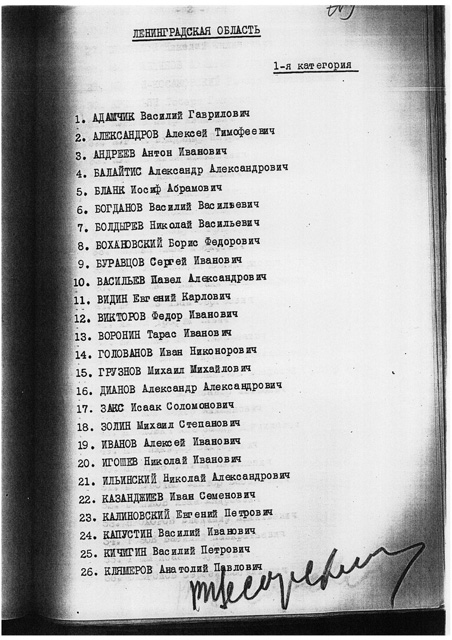 ЛЕНИНГРАДСКАЯ ОБЛАСТЬ
1-я категория
1. АДАМЧИК Василий Гаврилович
2. АЛЕКСАНДРОВ Алексей Тимофеевич
3. АНДРЕЕВ Антон Иванович
4. БАЛАЙТИС Александр Александрович
5. БЛАНК Иосиф Абрамович
6. БОГДАНОВ Василий Васильевич
7. БОЛДЫРЕВ Николай Васильевич
8. БОХАНОВСКИЙ Борис Федорович
9. БУРАВЦОВ Сергей Иванович
10. ВАСИЛЬЕВ Павел Александрович
11. ВИДИН Евгений Карлович
12. ВИКТОРОВ Федор Иванович
13. ВОРОНИН Тарас Иванович
14. ГОЛОВАНОВ Иван Никонорович
15. ГРУЗНОВ Михаил Михайлович
16. ДИАНОВ Александр Александрович
17. ЗАКС Исаак Соломонович
18. ЗОЛИН Михаил Степанович
19. ИВАНОВ Алексей Иванович
20. ИГОШЕВ Николай Иванович
21. ИЛЬИНСКИЙ Николай Александрович
22. КАЗАНДЖИЕВ Иван Семенович
23. КАЛИНОВСКИЙ Евгений Петрович
24. КАПУСТИН Василий Иванович
25. КИЧИГИН Василий Петрович
26. КЛЯМЕРОВ Анатолий Павлович